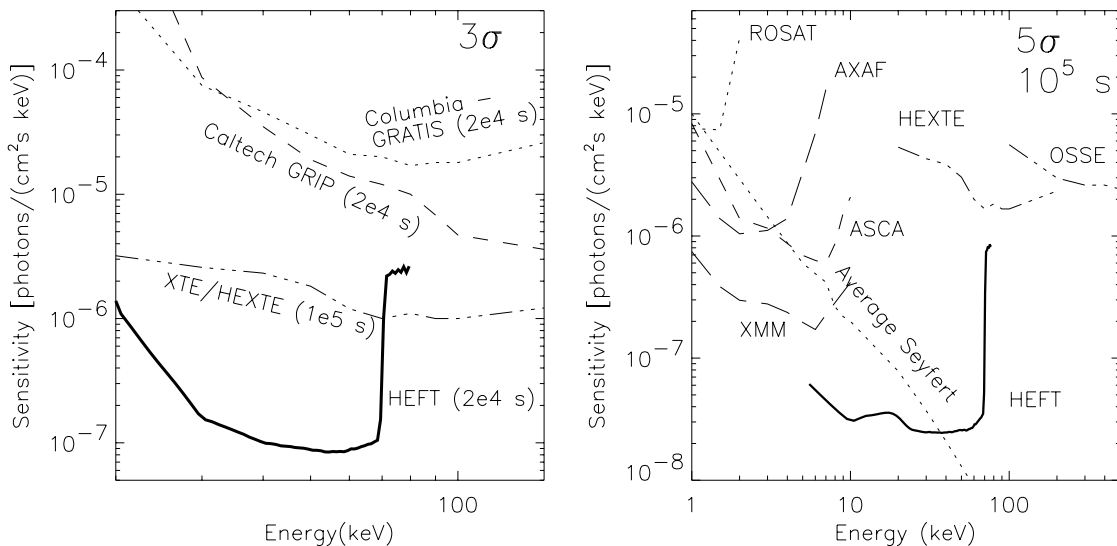 3σ
10⁻⁴
10⁻⁵
10⁻⁶
10⁻⁷
Sensitivity [photons/(cm²s keV)]
Columbia –
GRATIS (2e4 s)
Caltech GRIP (2e4 s)
XTE/HEXTE (1e5 s)
HEFT (2e4 s)
100
Energy(keV)
5σ
10⁵ s
10⁻⁵
10⁻⁶
10⁻⁷
10⁻⁸
Sensitivity [photons/(cm²s keV)]
ROSAT
AXAF
HEXTE
OSSE
ASCA
XMM
Average Seyfert
HEFT
1
10
100
Energy (keV)